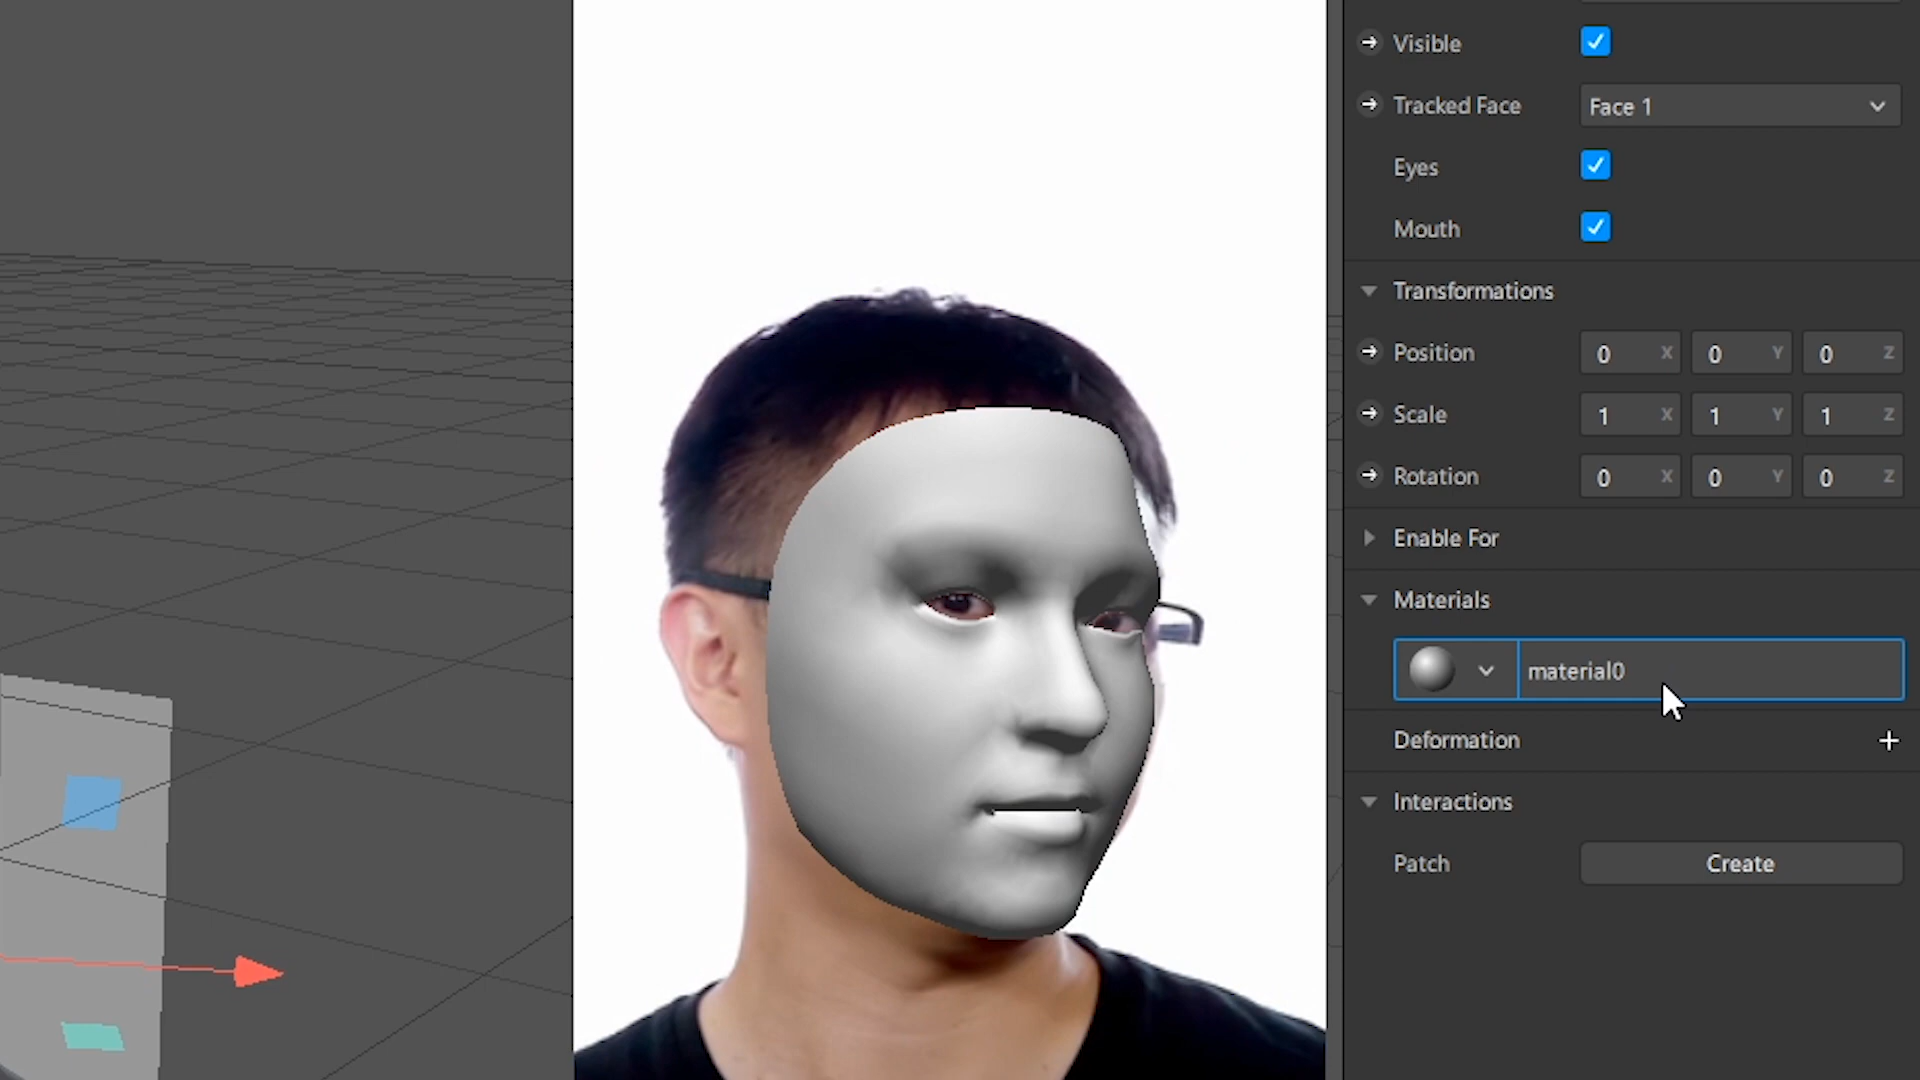 Visible
Tracked Face Face 1
Eyes
Mouth
Transformations
Position 0 X 0 Y 0 Z
Scale 1 X 1 Y 1 Z
Rotation 0 X 0 Y 0 Z
Enable For
Materials
material0
Deformation +
Interactions
Patch Create